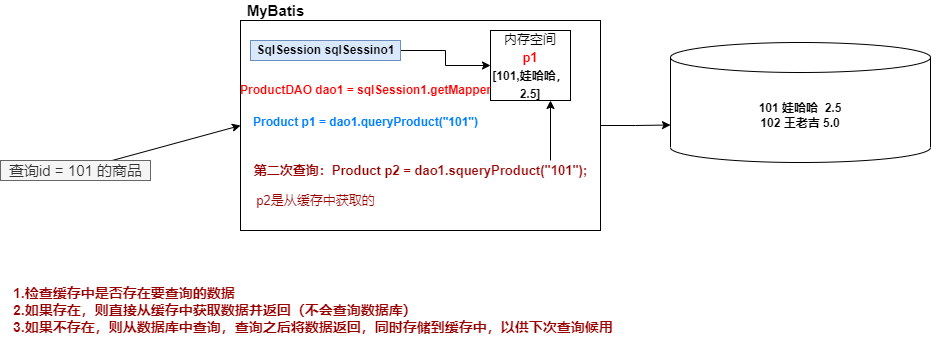 MyBatis
SqlSession sqlSessino1
内存空间
p1
[101,娃哈哈，
2.5]
ProductDAO dao1 = sqlSession1.getMapper
Product p1 = dao1.queryProduct("101")
101 娃哈哈 2.5
102 王老吉 5.0
查询id = 101 的商品
第二次查询：Product p2 = dao1.squeryProduct("101");
p2是从缓存中获取的
1.检查缓存中是否存在要查询的数据
2.如果存在，则直接从缓存中获取数据并返回（不会查询数据库）
3.如果不存在，则从数据库中查询，查询之后将数据返回，同时存储到缓存中，以供下次查询候用